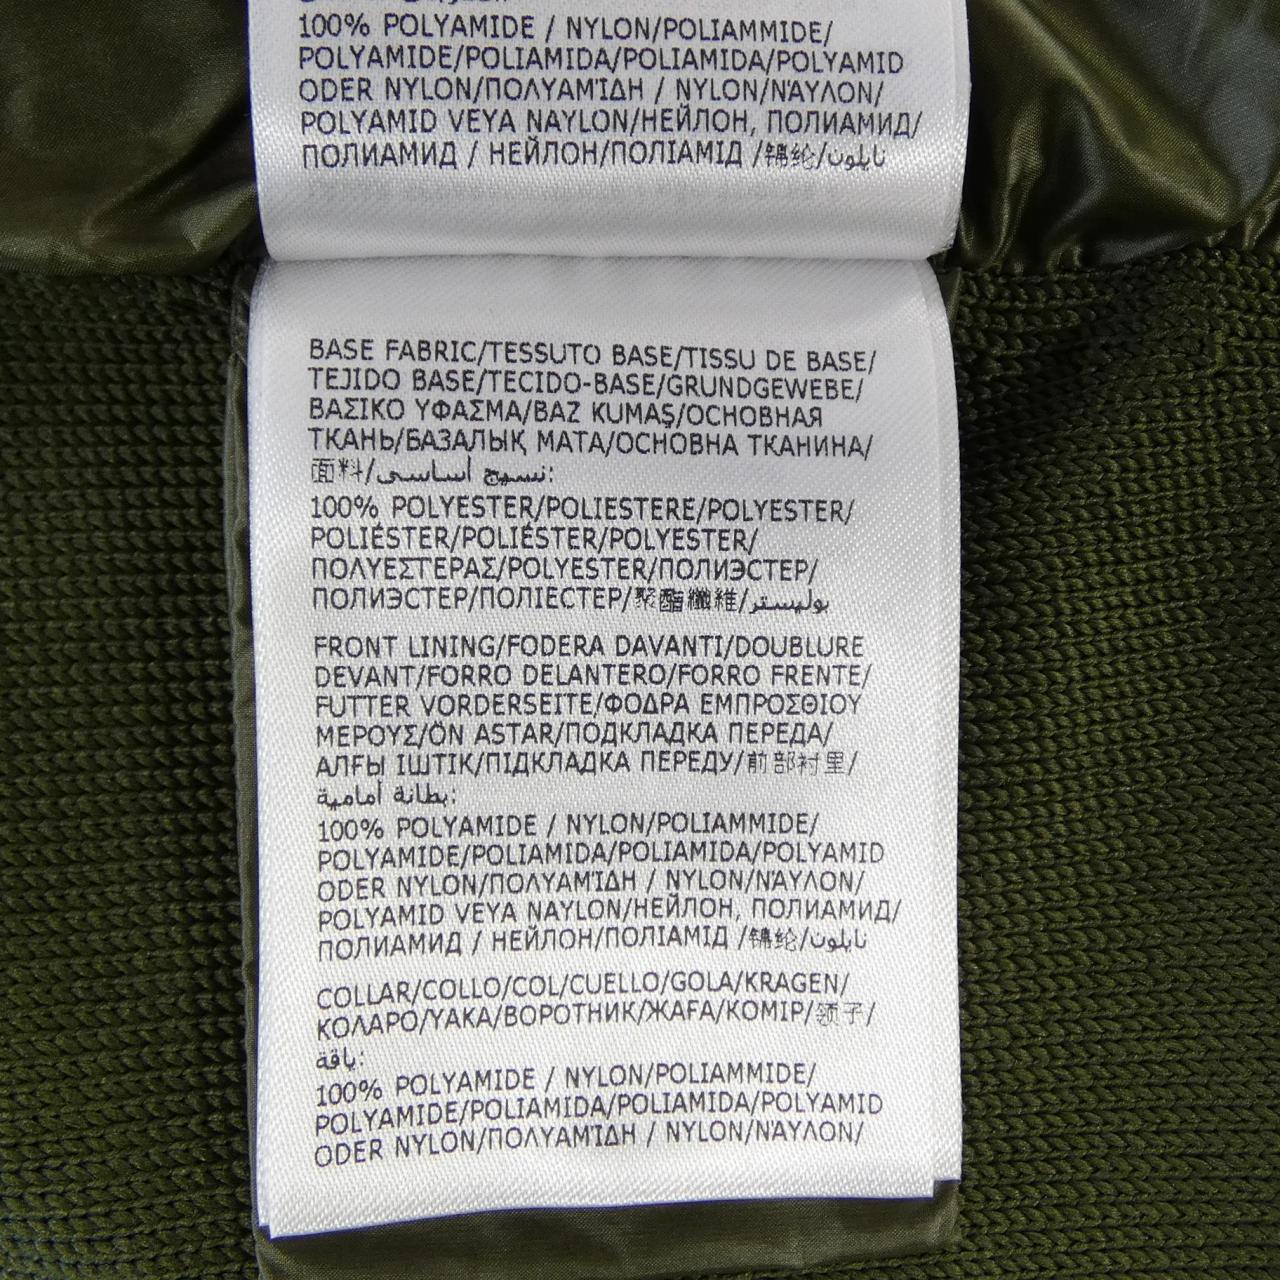 100% POLYAMIDE / NYLON/POLIAMMIDE/
POLYAMIDE/POLIAMIDA/POLIAMIDA/POLYAMID
ODER NYLON/ΠΟΛΥΑΜΊΔΗ / NYLON/ΝΆΥΛΟΝ/
POLYAMID VEYA NAYLON/НЕЙЛОН, ПОЛИАМИД/
ПОЛИАМИД / НЕЙЛОН/ПОЛІАМІД /锦纶/نايلون
BASE FABRIC/TESSUTO BASE/TISSU DE BASE/
TEJIDO BASE/TECIDO-BASE/GRUNDGEWEBE/
ΒΑΣΙΚΟ ΥΦΑΣΜΑ/BAZ KUMAŞ/ОСНОВНАЯ
ТКАНЬ/БАЗАЛЫҚ МАТА/ОСНОВНА ТКАНИНА/
面料/نسيج أساسى:
100% POLYESTER/POLIESTERE/POLYESTER/
POLIÉSTER/POLIÉSTER/POLYESTER/
ΠΟΛΥΕΣΤΕΡΑΣ/POLYESTER/ПОЛИЭСТЕР/
ПОЛИЭСТЕР/ПОЛІЕСТЕР/聚酯纖維/بوليستر
FRONT LINING/FODERA DAVANTI/DOUBLURE
DEVANT/FORRO DELANTERO/FORRO FRENTE/
FUTTER VORDERSEITE/ΦΟΔΡΑ ΕΜΠΡΟΣΘΙΟΥ
ΜΕΡΟΥΣ/ÖN ASTAR/ПОДКЛАДКА ПЕРЕДА/
АЛҒЫ ІШТІК/ПІДКЛАДКА ПЕРЕДУ/前部衬里/
بطانة أمامية:
100% POLYAMIDE / NYLON/POLIAMMIDE/
POLYAMIDE/POLIAMIDA/POLIAMIDA/POLYAMID
ODER NYLON/ΠΟΛΥΑΜΊΔΗ / NYLON/ΝΆΥΛΟΝ/
POLYAMID VEYA NAYLON/НЕЙЛОН, ПОЛИАМИД/
ПОЛИАМИД / НЕЙЛОН/ПОЛІАМІД /锦纶/نايلون
COLLAR/COLLO/COL/CUELLO/GOLA/KRAGEN/
ΚΟΛΑΡΟ/YAKA/ВОРОТНИК/ЖАҒА/КОМІР/领子/
ياقة:
100% POLYAMIDE / NYLON/POLIAMMIDE/
POLYAMIDE/POLIAMIDA/POLIAMIDA/POLYAMID
ODER NYLON/ΠΟΛΥΑΜΊΔΗ / NYLON/ΝΆΥΛΟΝ/